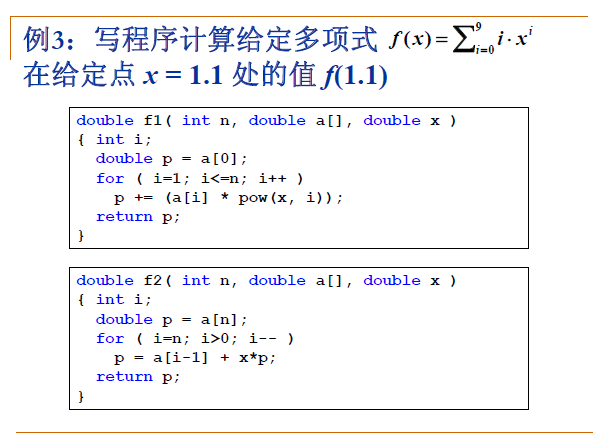 例3：写程序计算给定多项式 f(x)=∑⁹ᵢ₌₀ i·xⁱ
在给定点 x = 1.1 处的值 f(1.1)
double f1( int n, double a[], double x )
{ int i;
  double p = a[0];
  for ( i=1; i<=n; i++ )
    p += (a[i] * pow(x, i));
  return p;
}
double f2( int n, double a[], double x )
{ int i;
  double p = a[n];
  for ( i=n; i>0; i-- )
    p = a[i-1] + x*p;
  return p;
}